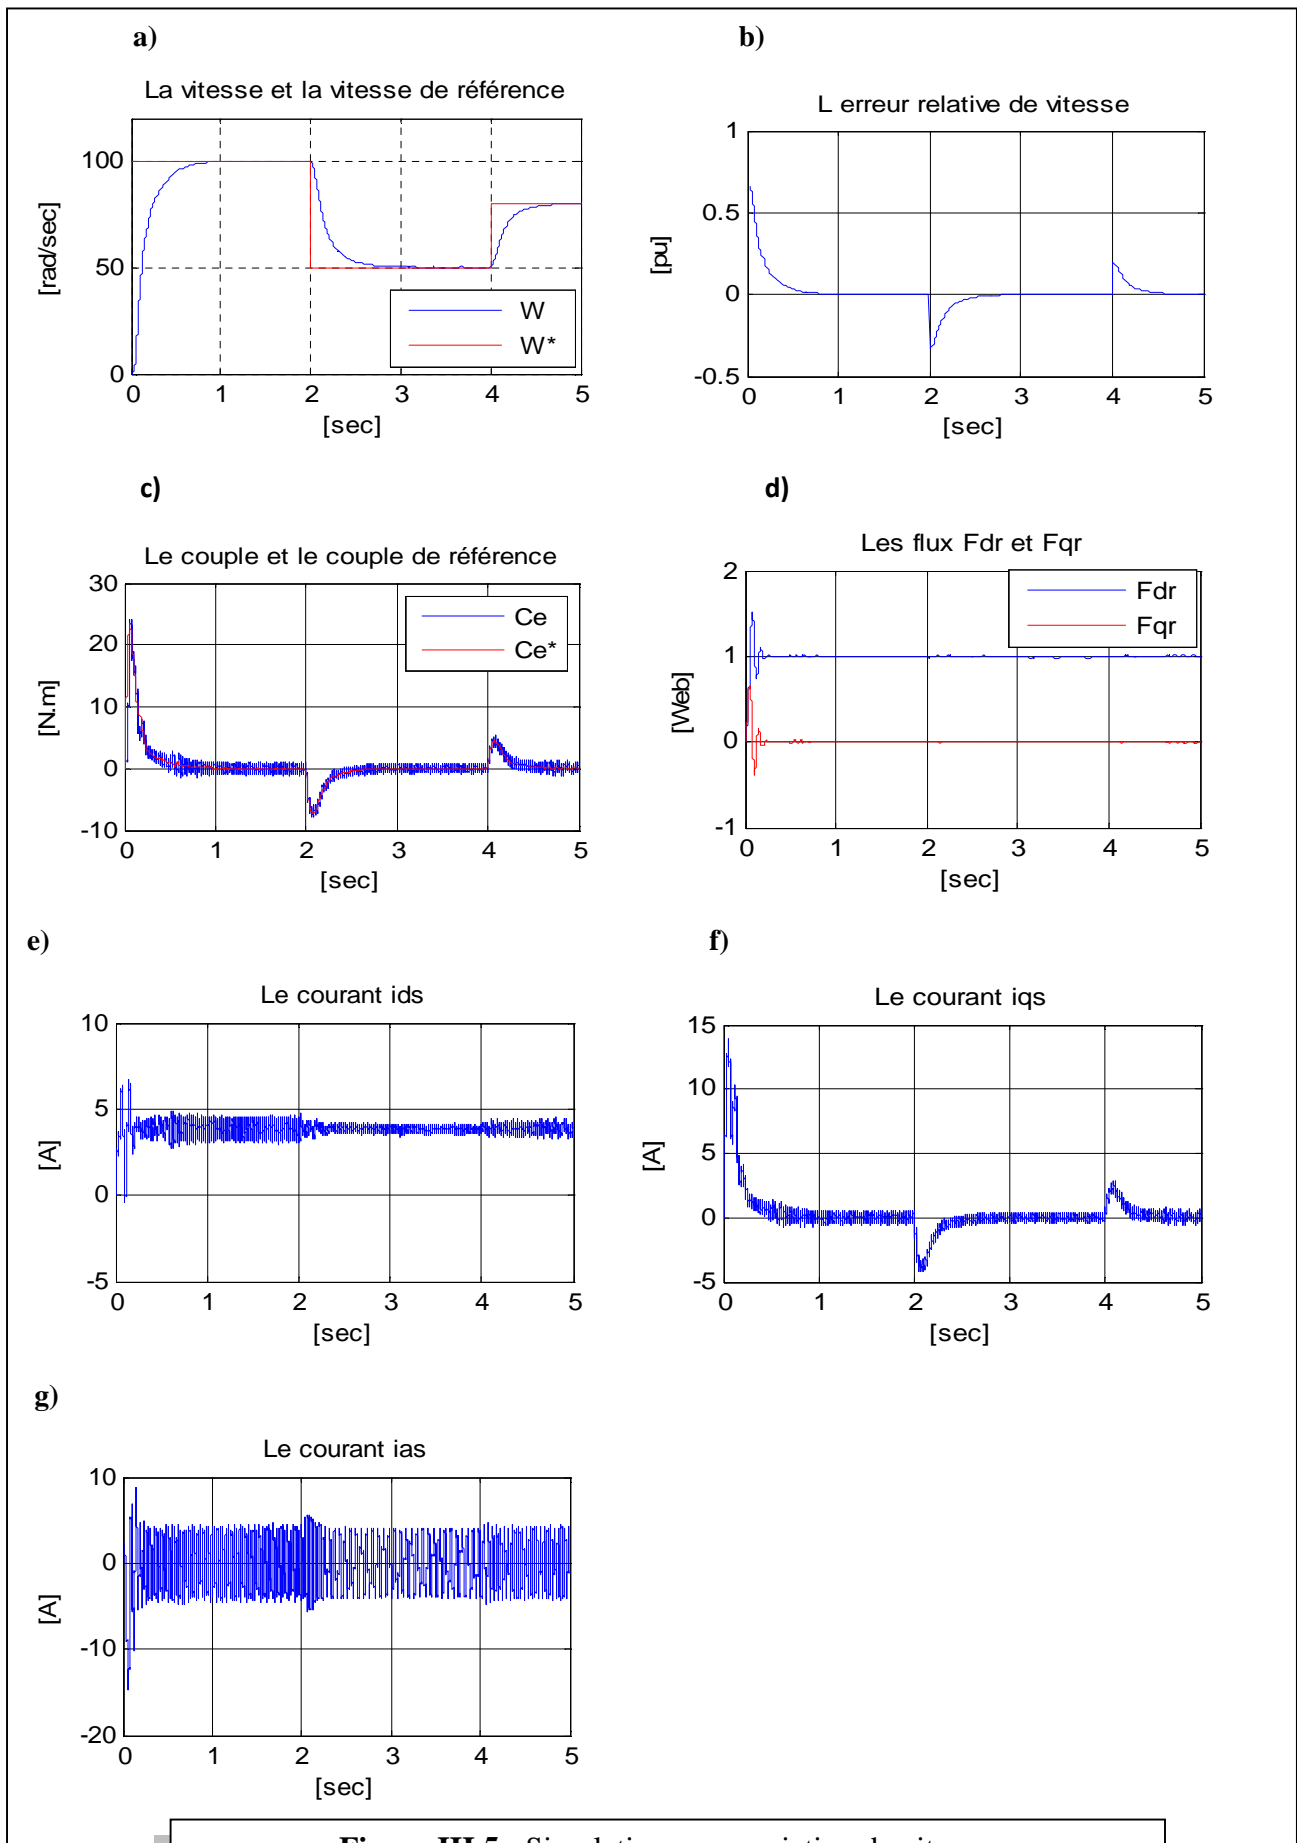 a)
La vitesse et la vitesse de référence
100
50
0
[rad/sec]
W
W*
0 1 2 3 4 5
[sec]
b)
L erreur relative de vitesse
1
0.5
0
-0.5
[pu]
0 1 2 3 4 5
[sec]
c)
Le couple et le couple de référence
30
20
10
0
-10
[N.m]
Ce
Ce*
0 1 2 3 4 5
[sec]
d)
Les flux Fdr et Fqr
2
1
0
-1
[Web]
Fdr
Fqr
0 1 2 3 4 5
[sec]
e)
Le courant ids
10
5
0
-5
[A]
0 1 2 3 4 5
[sec]
f)
Le courant iqs
15
10
5
0
-5
[A]
0 1 2 3 4 5
[sec]
g)
Le courant ias
10
0
-10
-20
[A]
0 1 2 3 4 5
[sec]